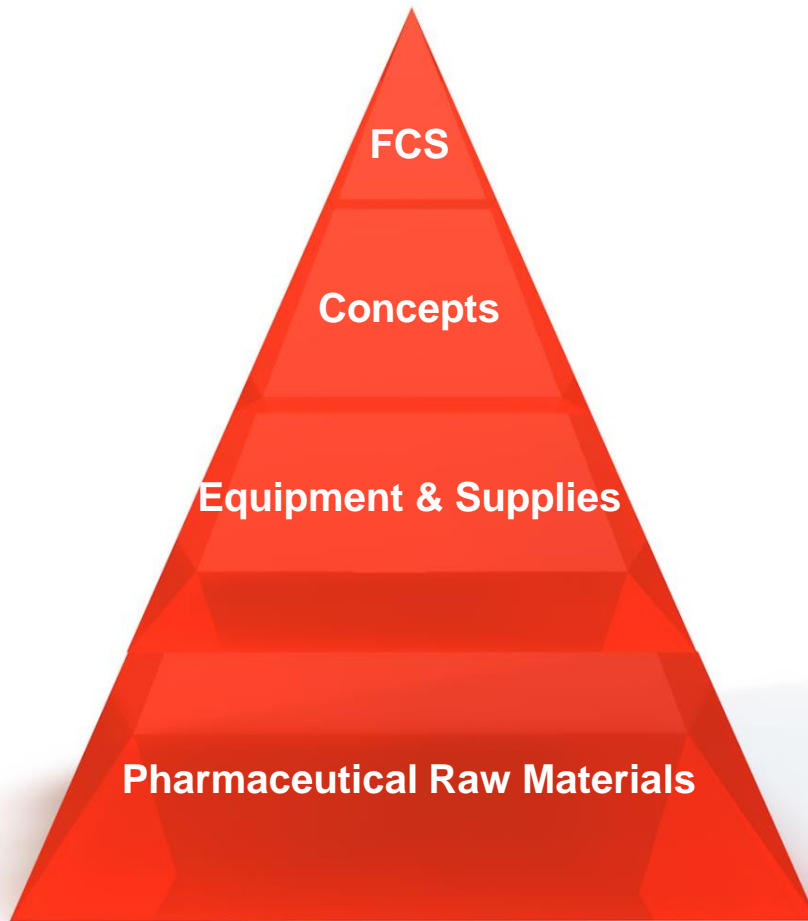 FCS
Concepts
Equipment & Supplies
Pharmaceutical Raw Materials